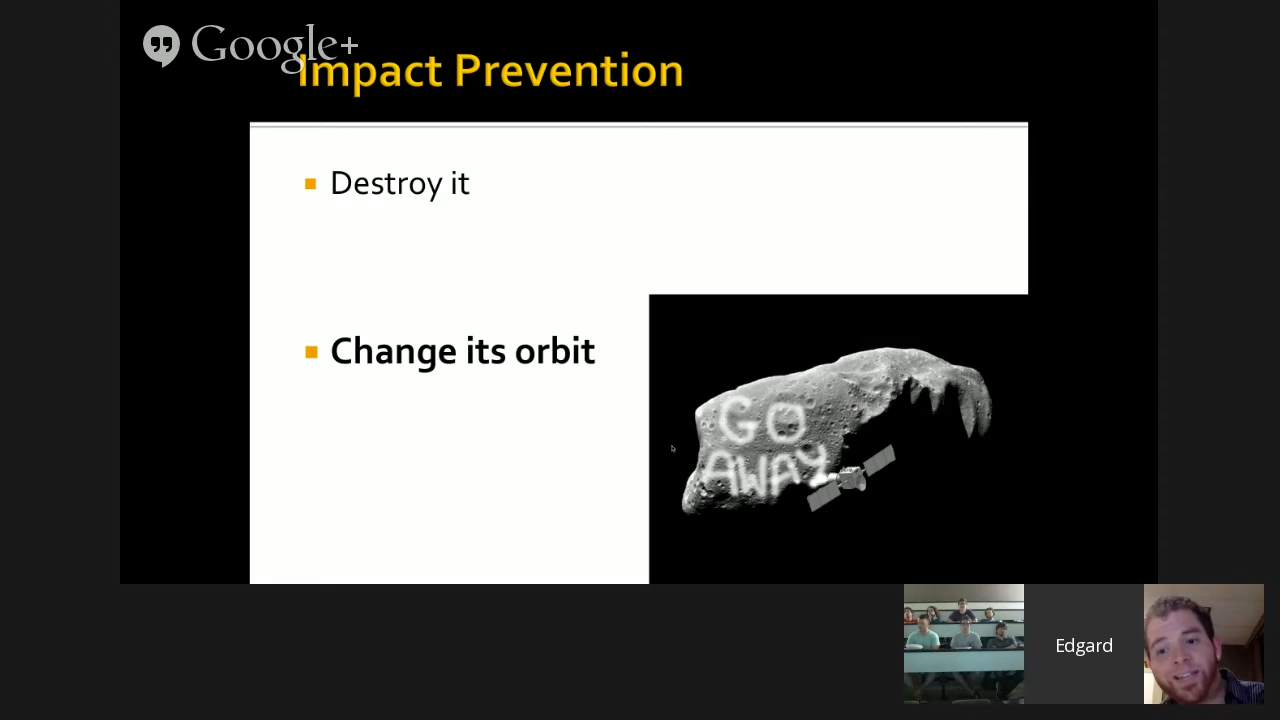 Google+
Impact Prevention
Destroy it
Change its orbit
GO
AWAY
Edgard